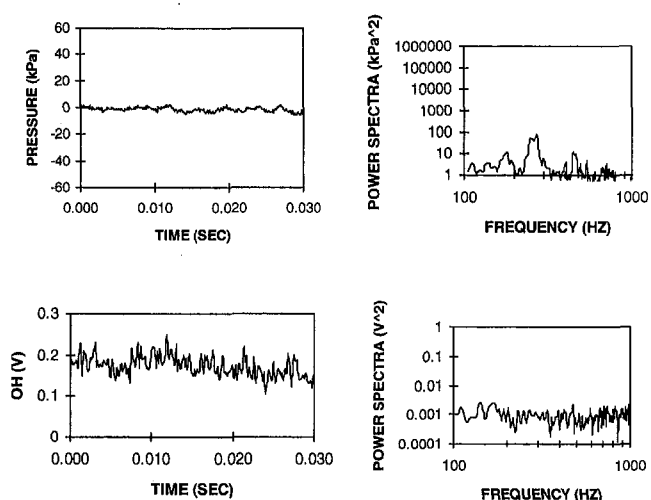 PRESSURE (kPa)
60
40
20
0
-20
-40
-60
0.000 0.010 0.020 0.030
TIME (SEC)
POWER SPECTRA (kPa^2)
1000000
100000
10000
1000
100
10
1
100 1000
FREQUENCY (HZ)
OH (V)
0.3
0.2
0.1
0
0.000 0.010 0.020 0.030
TIME (SEC)
POWER SPECTRA (V^2)
1
0.1
0.01
0.001
0.0001
100 1000
FREQUENCY (HZ)